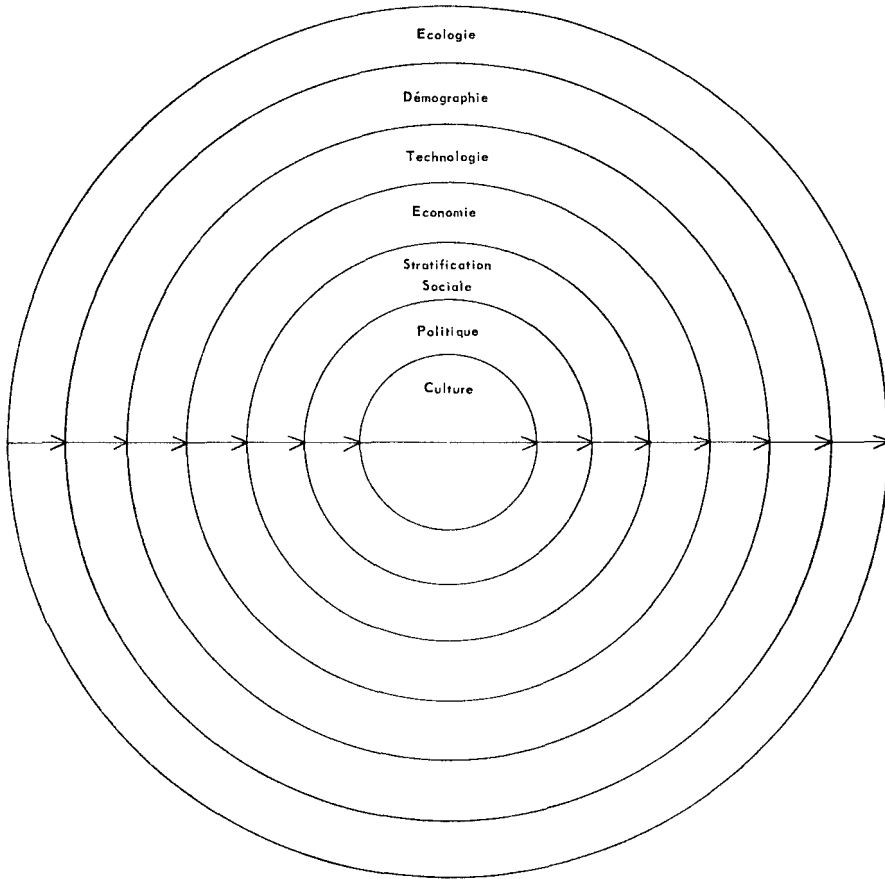 Ecologie
Démographie
Technologie
Economie
Stratification
Sociale
Politique
Culture